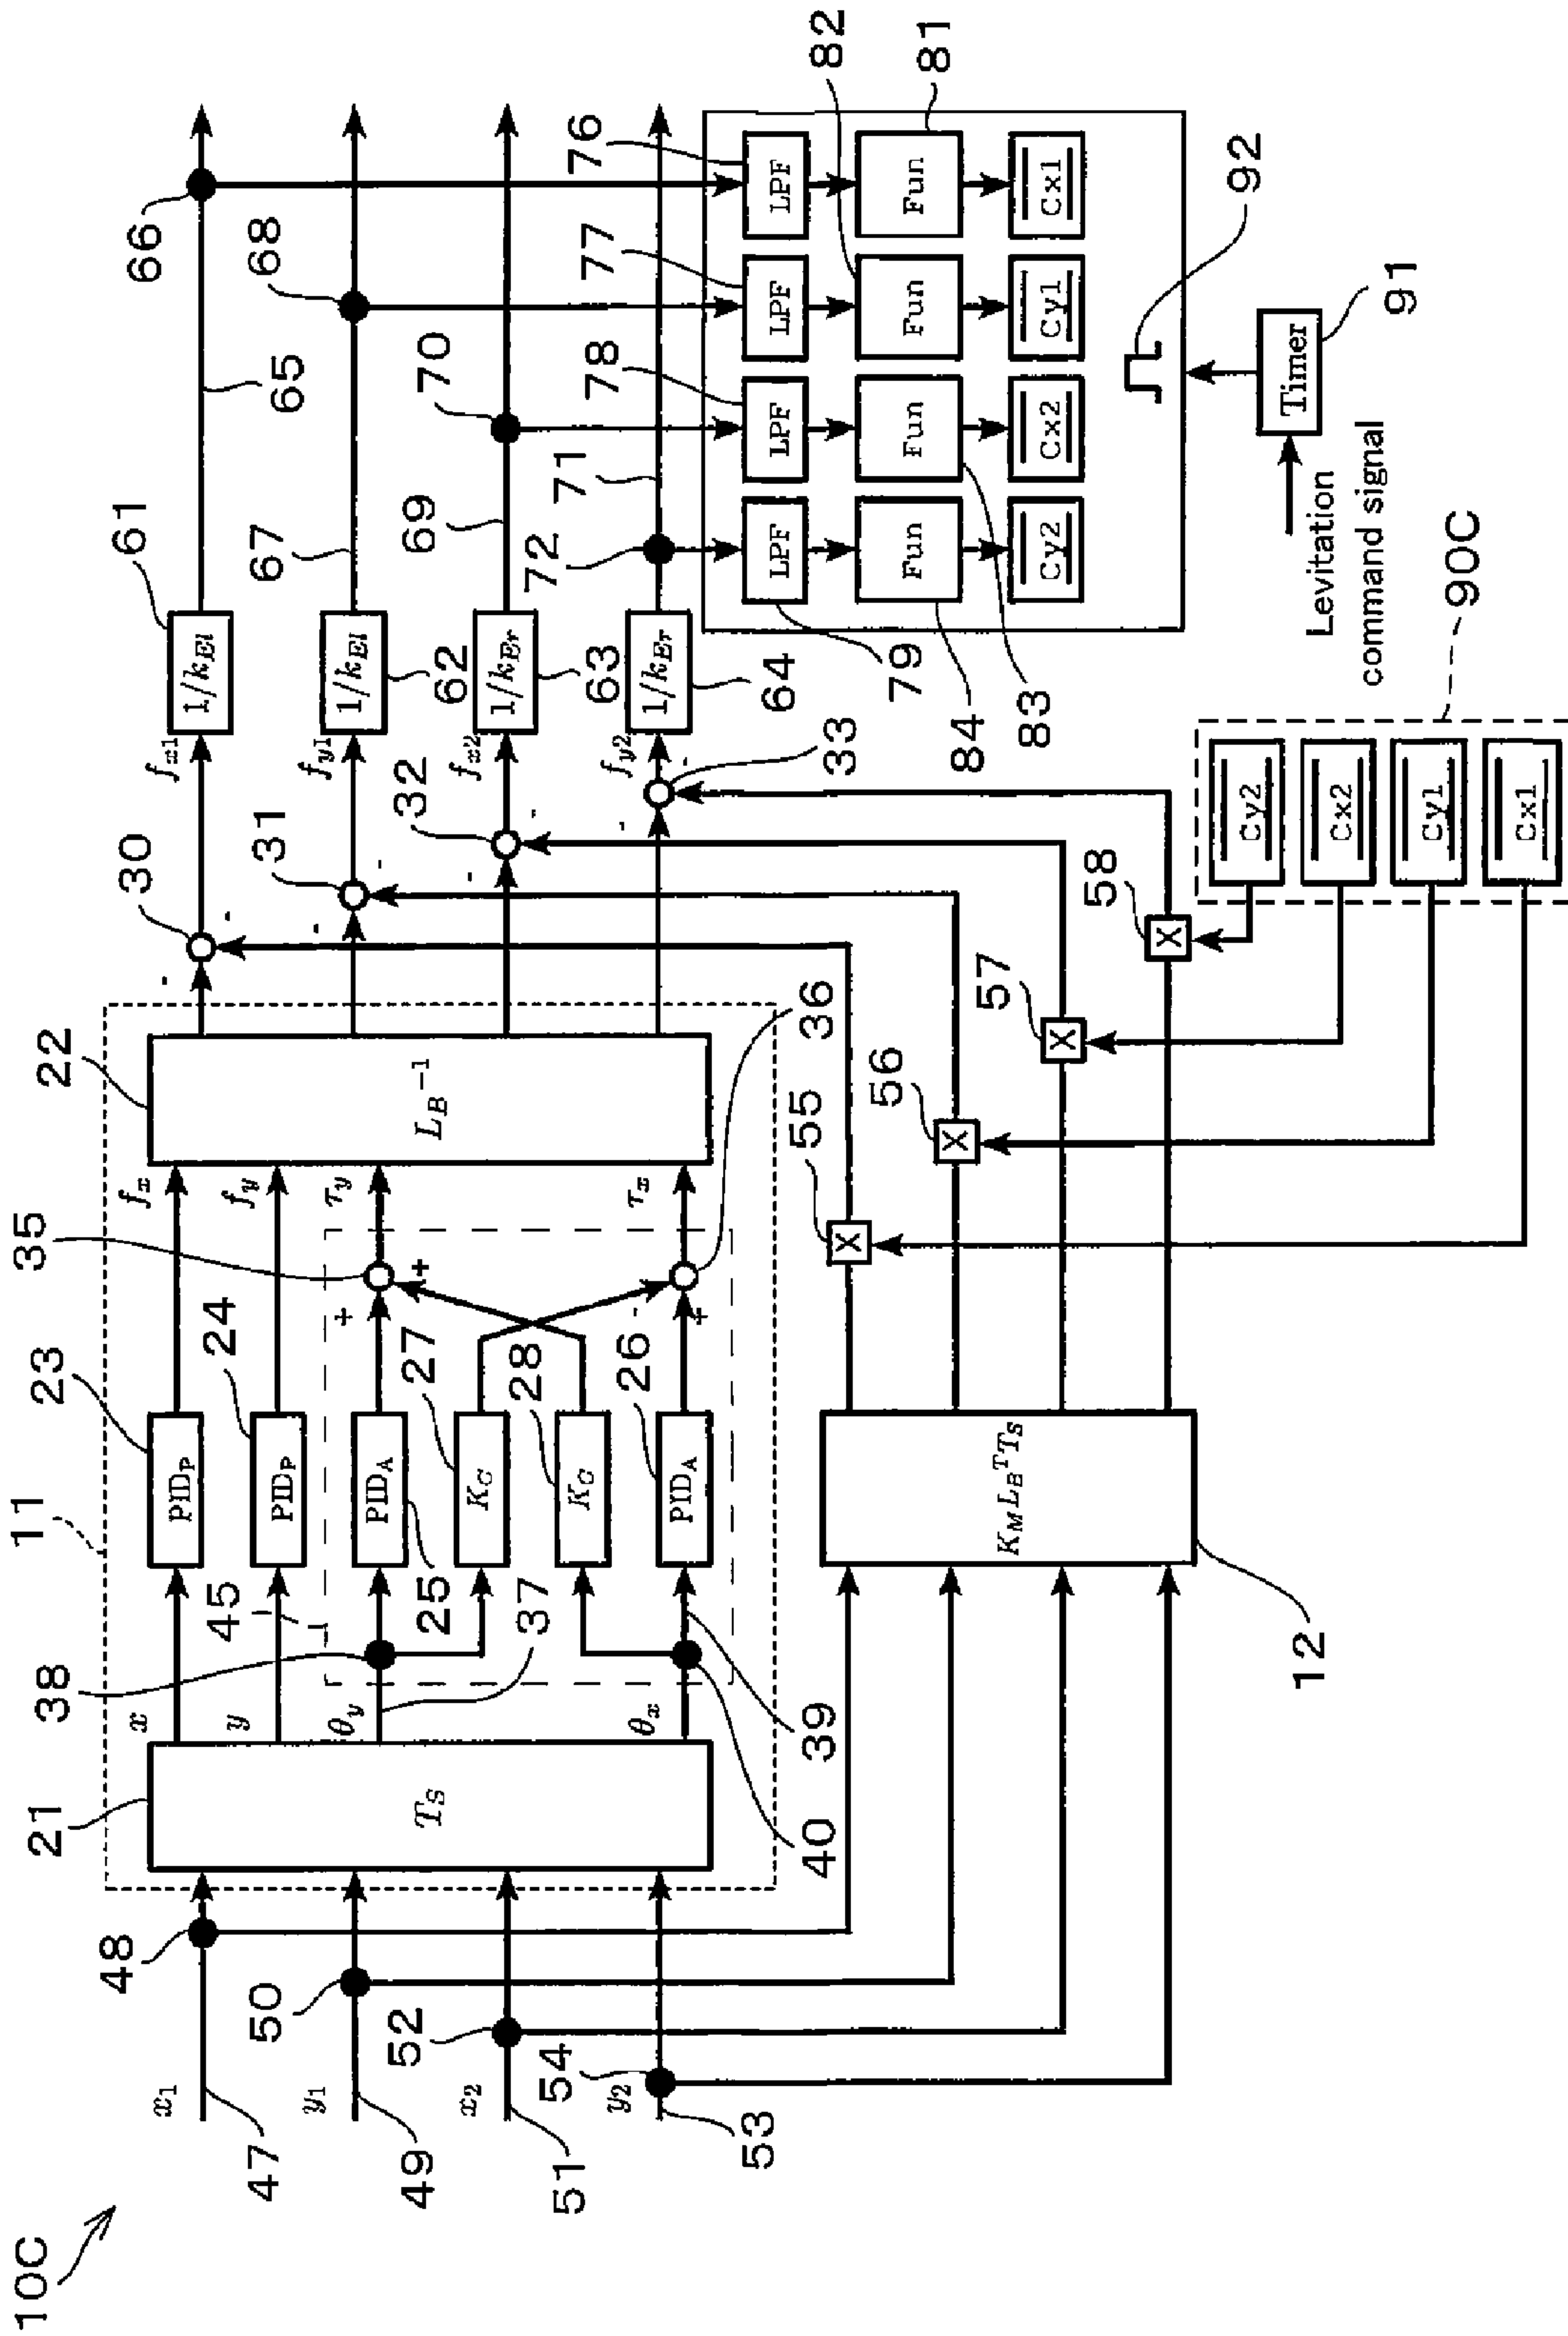 10C
11
21
22
23
24
35
45
38
x
y
θy
θx
TS
PIDP
PIDP
PIDA
KG
KG
PIDA
25
27
28
26
37
39
40
36
+
+
-
+
fx
fy
τy
τx
LB⁻¹
x1
y1
x2
y2
47
48
49
50
51
52
53
54
12
KM LBᵀ TS
55
56
57
58
X
X
X
X
30
31
32
33
-
-
-
-
-
-
-
-
fx1
fy1
fx2
fy2
1/kEl
1/kEl
1/kEr
1/kEr
61
62
63
64
65
66
67
68
69
70
71
72
LPF
LPF
LPF
LPF
76
77
78
79
Fun
Fun
Fun
Fun
81
82
83
84
Cy2
Cx2
Cy1
Cx1
92
Timer
91
Levitation
command signal
90C
Cy2
Cx2
Cy1
Cx1